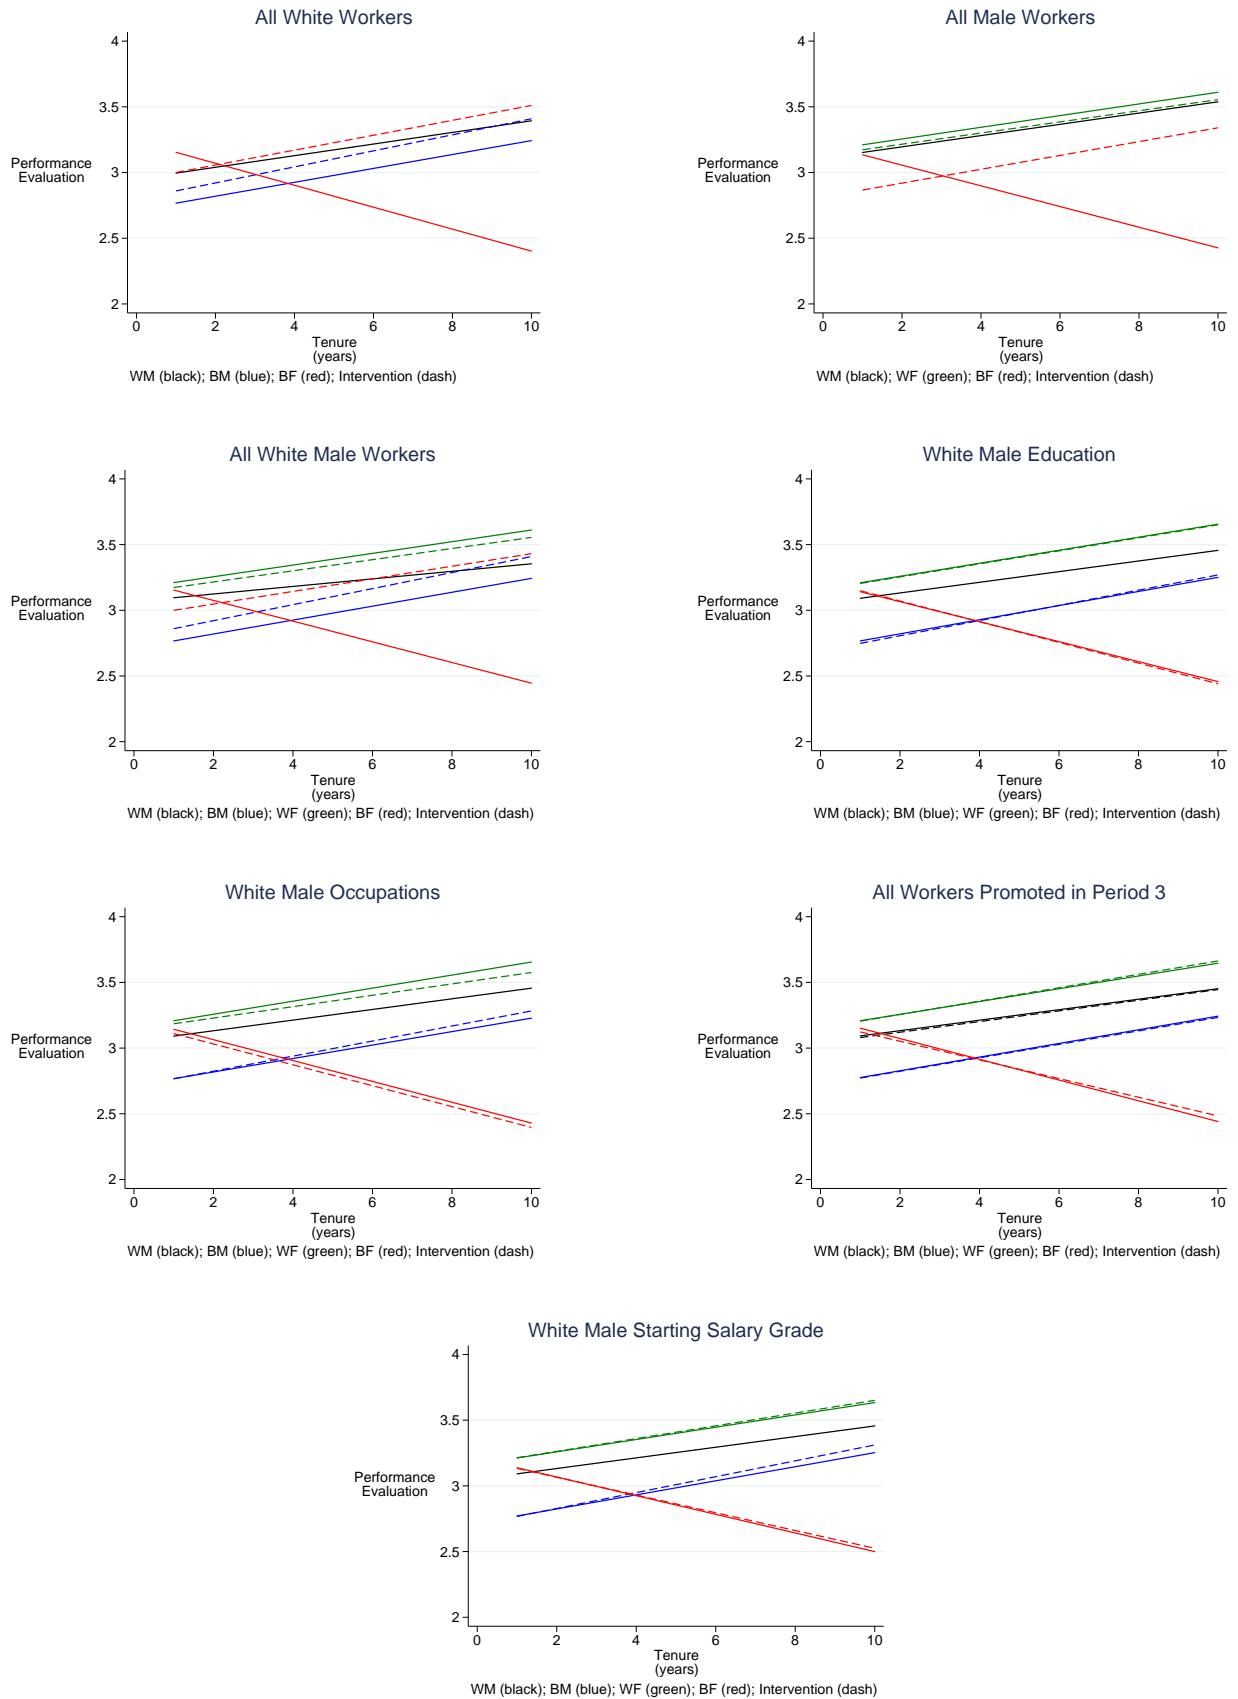 All White Workers
4
3.5
Performance
Evaluation
3
2.5
2
0 2 4 6 8 10
Tenure
(years)
WM (black); BM (blue); BF (red); Intervention (dash)
All Male Workers
4
3.5
Performance
Evaluation
3
2.5
2
0 2 4 6 8 10
Tenure
(years)
WM (black); WF (green); BF (red); Intervention (dash)
All White Male Workers
4
3.5
Performance
Evaluation
3
2.5
2
0 2 4 6 8 10
Tenure
(years)
WM (black); BM (blue); WF (green); BF (red); Intervention (dash)
White Male Education
4
3.5
Performance
Evaluation
3
2.5
2
0 2 4 6 8 10
Tenure
(years)
WM (black); BM (blue); WF (green); BF (red); Intervention (dash)
White Male Occupations
4
3.5
Performance
Evaluation
3
2.5
2
0 2 4 6 8 10
Tenure
(years)
WM (black); BM (blue); WF (green); BF (red); Intervention (dash)
All Workers Promoted in Period 3
4
3.5
Performance
Evaluation
3
2.5
2
0 2 4 6 8 10
Tenure
(years)
WM (black); BM (blue); WF (green); BF (red); Intervention (dash)
White Male Starting Salary Grade
4
3.5
Performance
Evaluation
3
2.5
2
0 2 4 6 8 10
Tenure
(years)
WM (black); BM (blue); WF (green); BF (red); Intervention (dash)